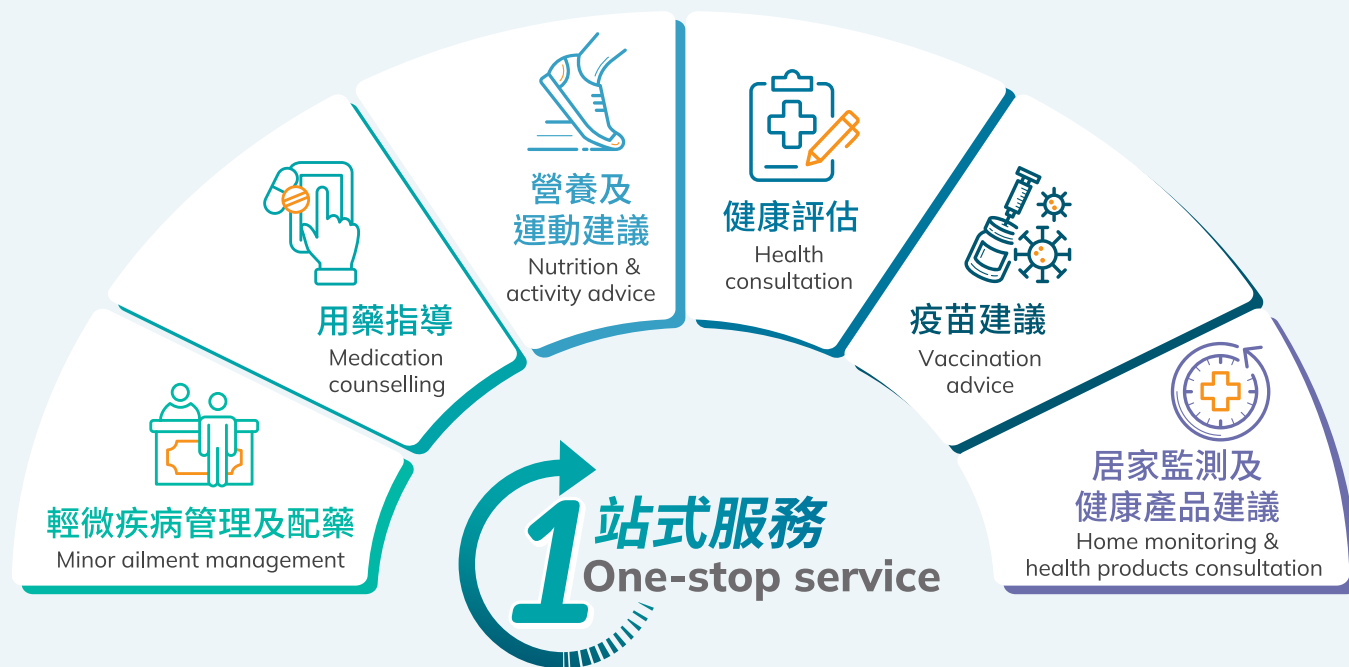 輕微疾病管理及配藥
Minor ailment management
用藥指導
Medication
counselling
營養及
運動建議
Nutrition &
activity advice
健康評估
Health
consultation
疫苗建議
Vaccination
advice
居家監測及
健康產品建議
Home monitoring &
health products consultation
1站式服務
One-stop service